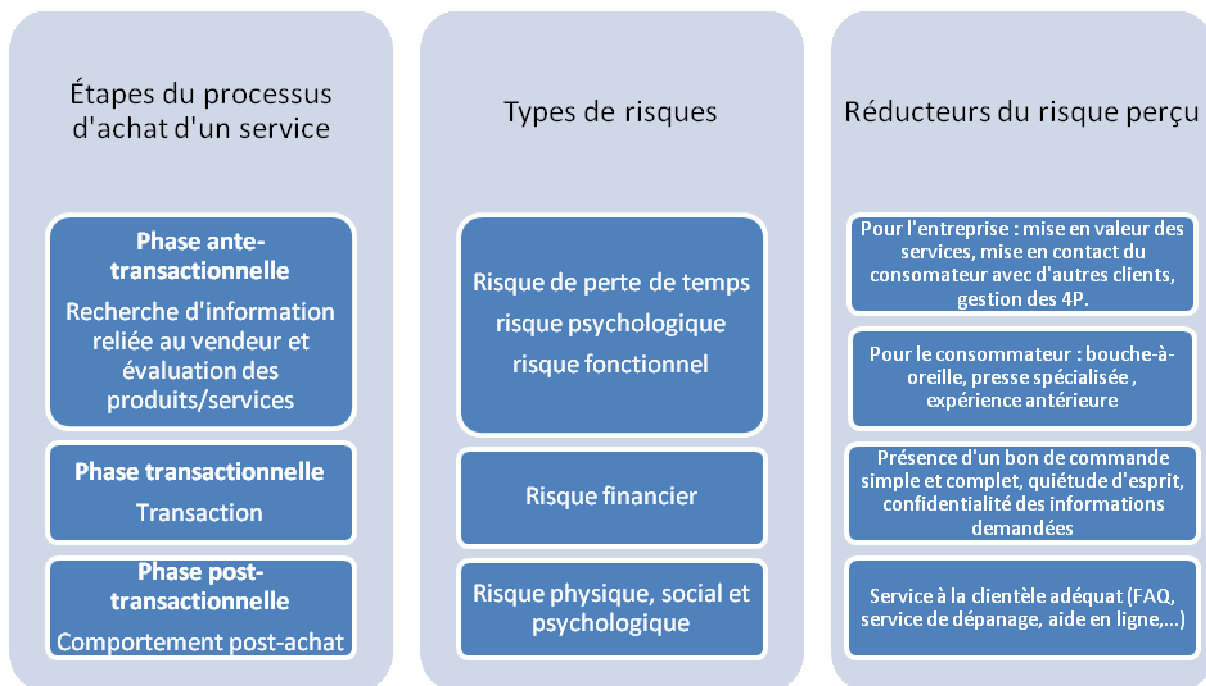 Étapes du processus
d'achat d'un service
Phase ante-
transactionnelle
Recherche d'information
reliée au vendeur et
évaluation des
produits/services
Phase transactionnelle
Transaction
Phase post-
transactionnelle
Comportement post-achat
Types de risques
Risque de perte de temps
risque psychologique
risque fonctionnel
Risque financier
Risque physique, social et
psychologique
Réducteurs du risque perçu
Pour l'entreprise : mise en valeur des
services, mise en contact du
consomateur avec d'autres clients,
gestion des 4P.
Pour le consommateur : bouche-à-
oreille, presse spécialisée ,
expérience antérieure
Présence d'un bon de commande
simple et complet, quiétude d'esprit,
confidentialité des informations
demandées
Service à la clientèle adéquat (FAQ,
service de dépanage, aide en ligne,...)